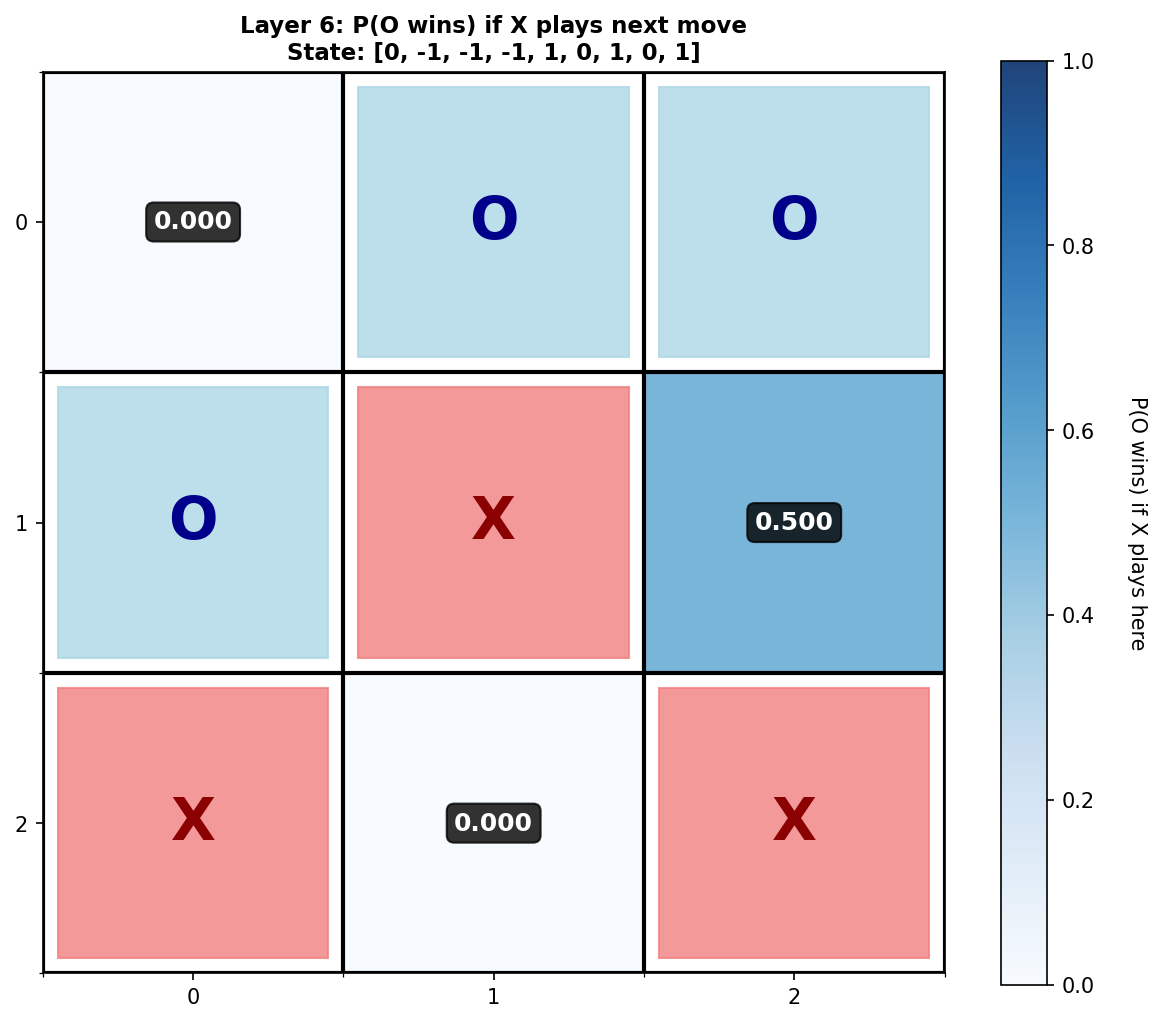 Layer 6: P(O wins) if X plays next move
State: [0, -1, -1, -1, 1, 0, 1, 0, 1]
0
0.000
O
O
1
O
X
0.500
2
X
0.000
X
0
1
2
1.0
0.8
0.6
0.4
0.2
0.0
P(O wins) if X plays here